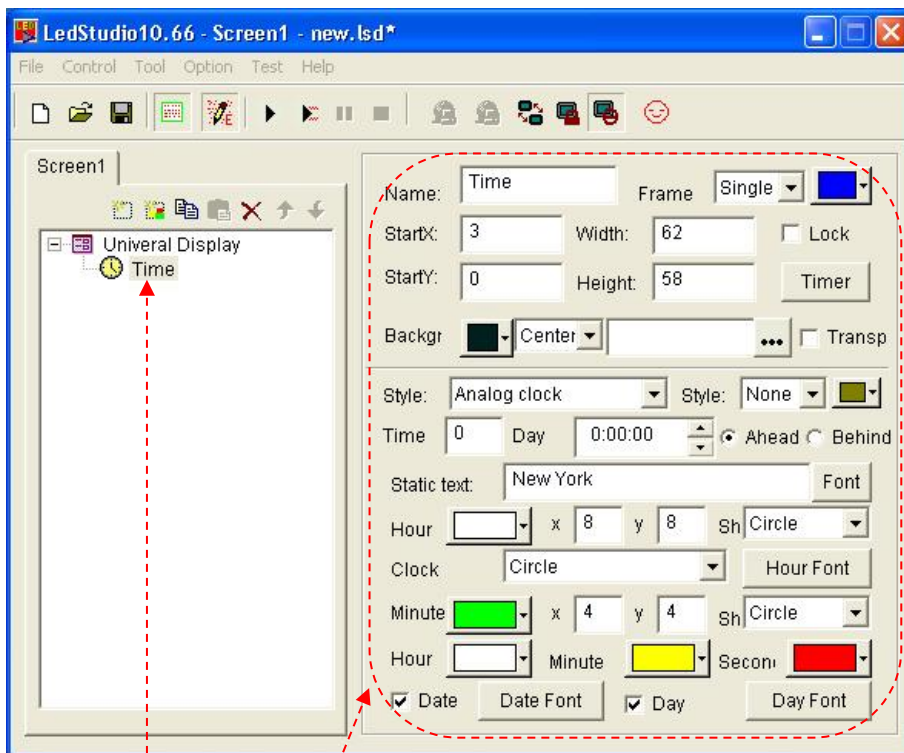 LedStudio10.66 - Screen1 - new.lsd*
File Control Tool Option Test Help
Screen1
Univeral Display
Time
Name: Time Frame Single
StartX: 3 Width: 62 Lock
StartY: 0 Height: 58 Timer
Backgr Center ... Transp
Style: Analog clock Style: None
Time 0 Day 0:00:00 Ahead Behind
Static text: New York Font
Hour x 8 y 8 Sh Circle
Clock Circle Hour Font
Minute x 4 y 4 Sh Circle
Hour Minute Secon
Date Date Font Day Day Font